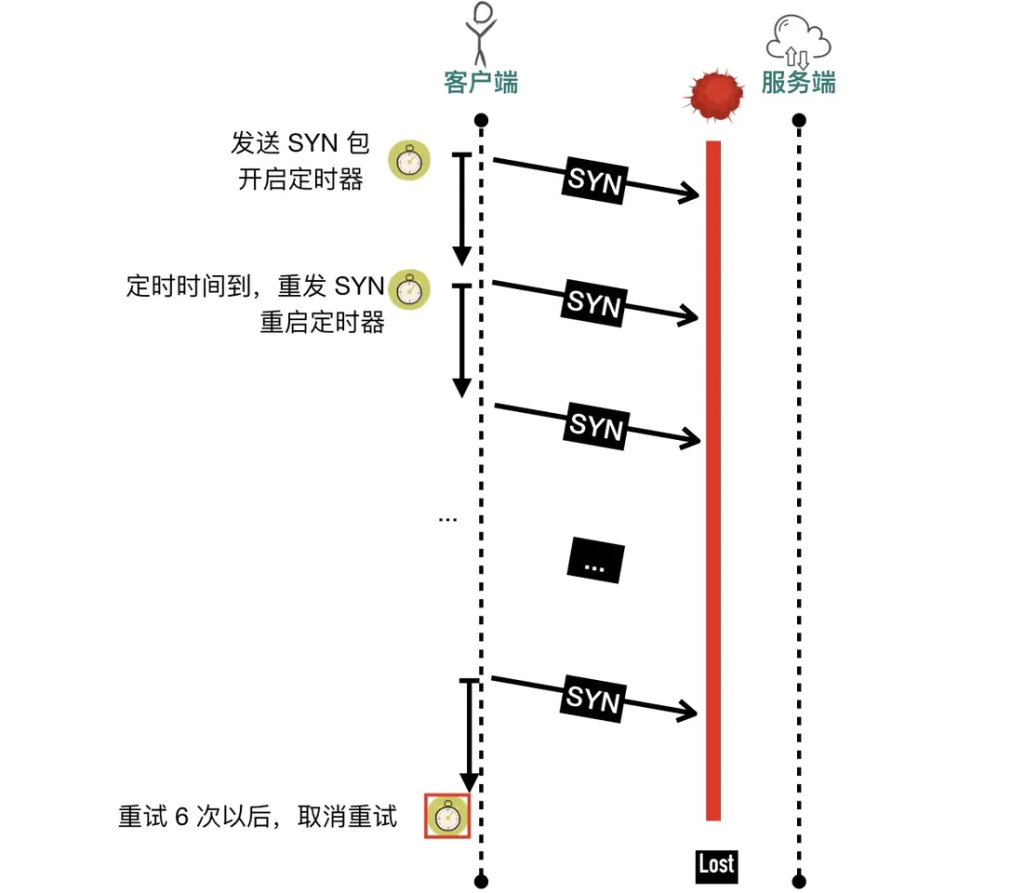 客户端
服务端
发送 SYN 包
开启定时器
SYN
定时时间到，重发 SYN
重启定时器
SYN
SYN
...
...
SYN
重试 6 次以后，取消重试
Lost